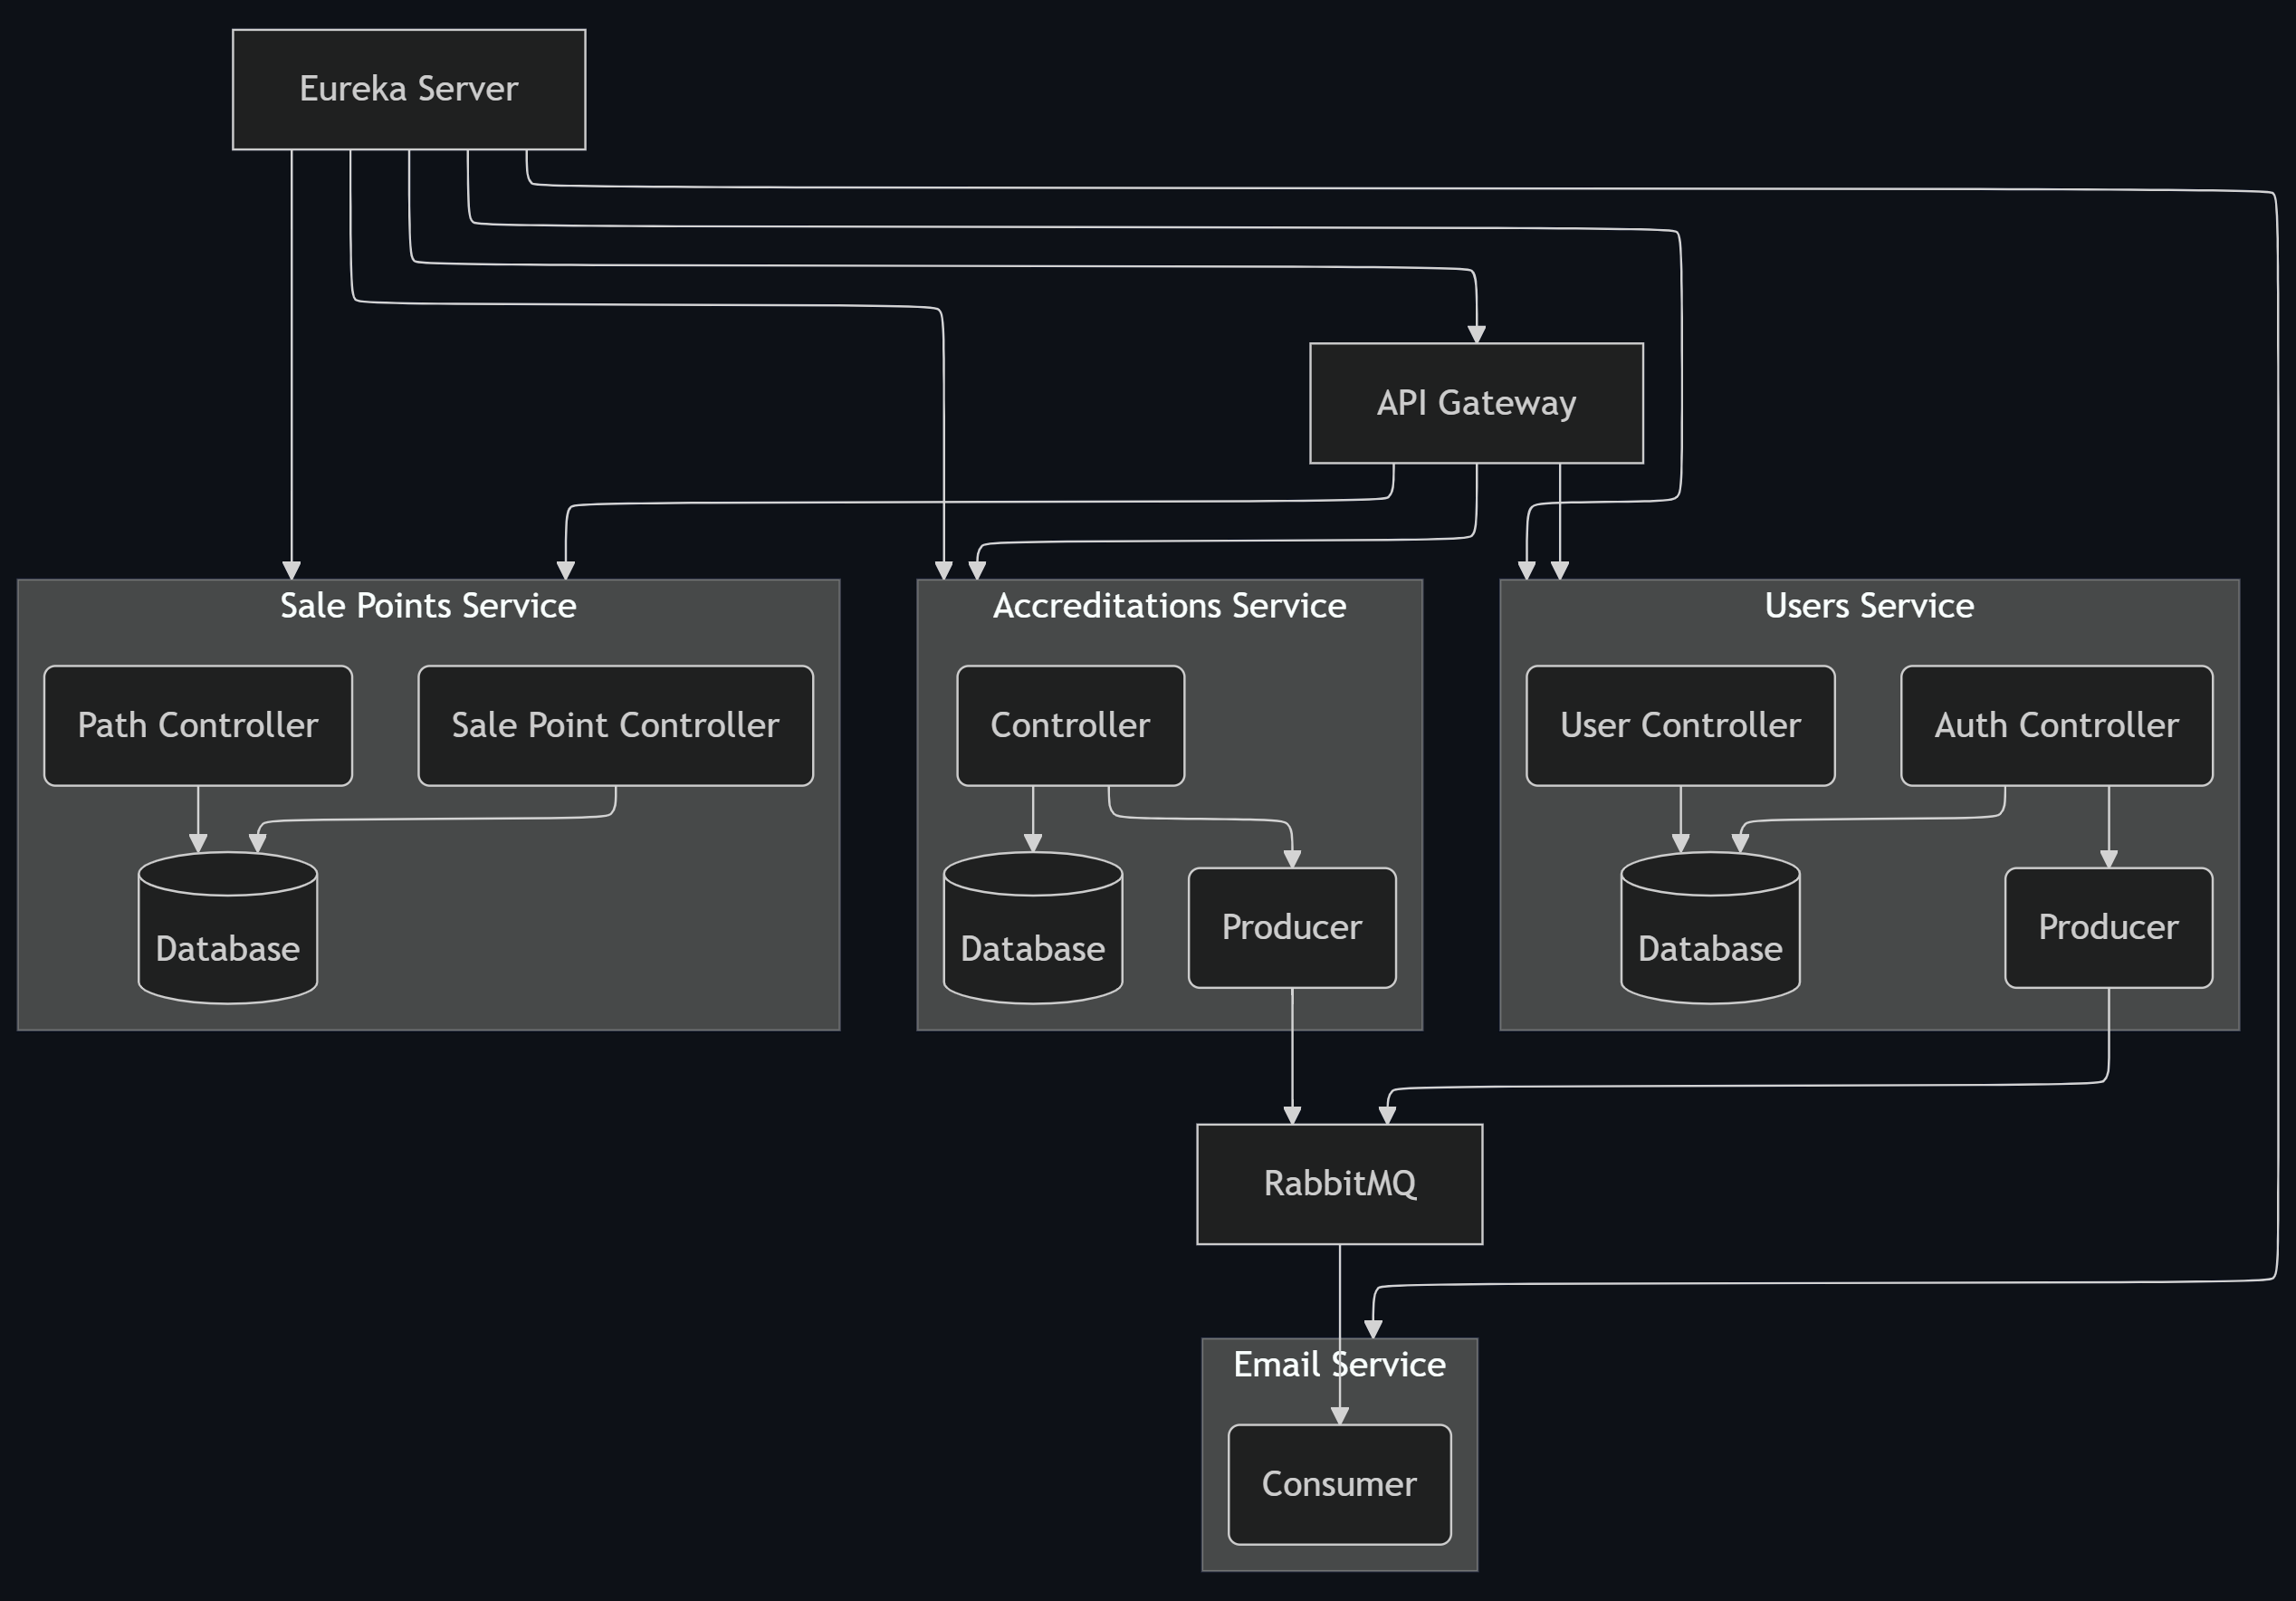 Eureka Server
API Gateway
Sale Points Service
Accreditations Service
Users Service
Path Controller
Sale Point Controller
Controller
User Controller
Auth Controller
Database
Database
Producer
Database
Producer
RabbitMQ
Email Service
Consumer